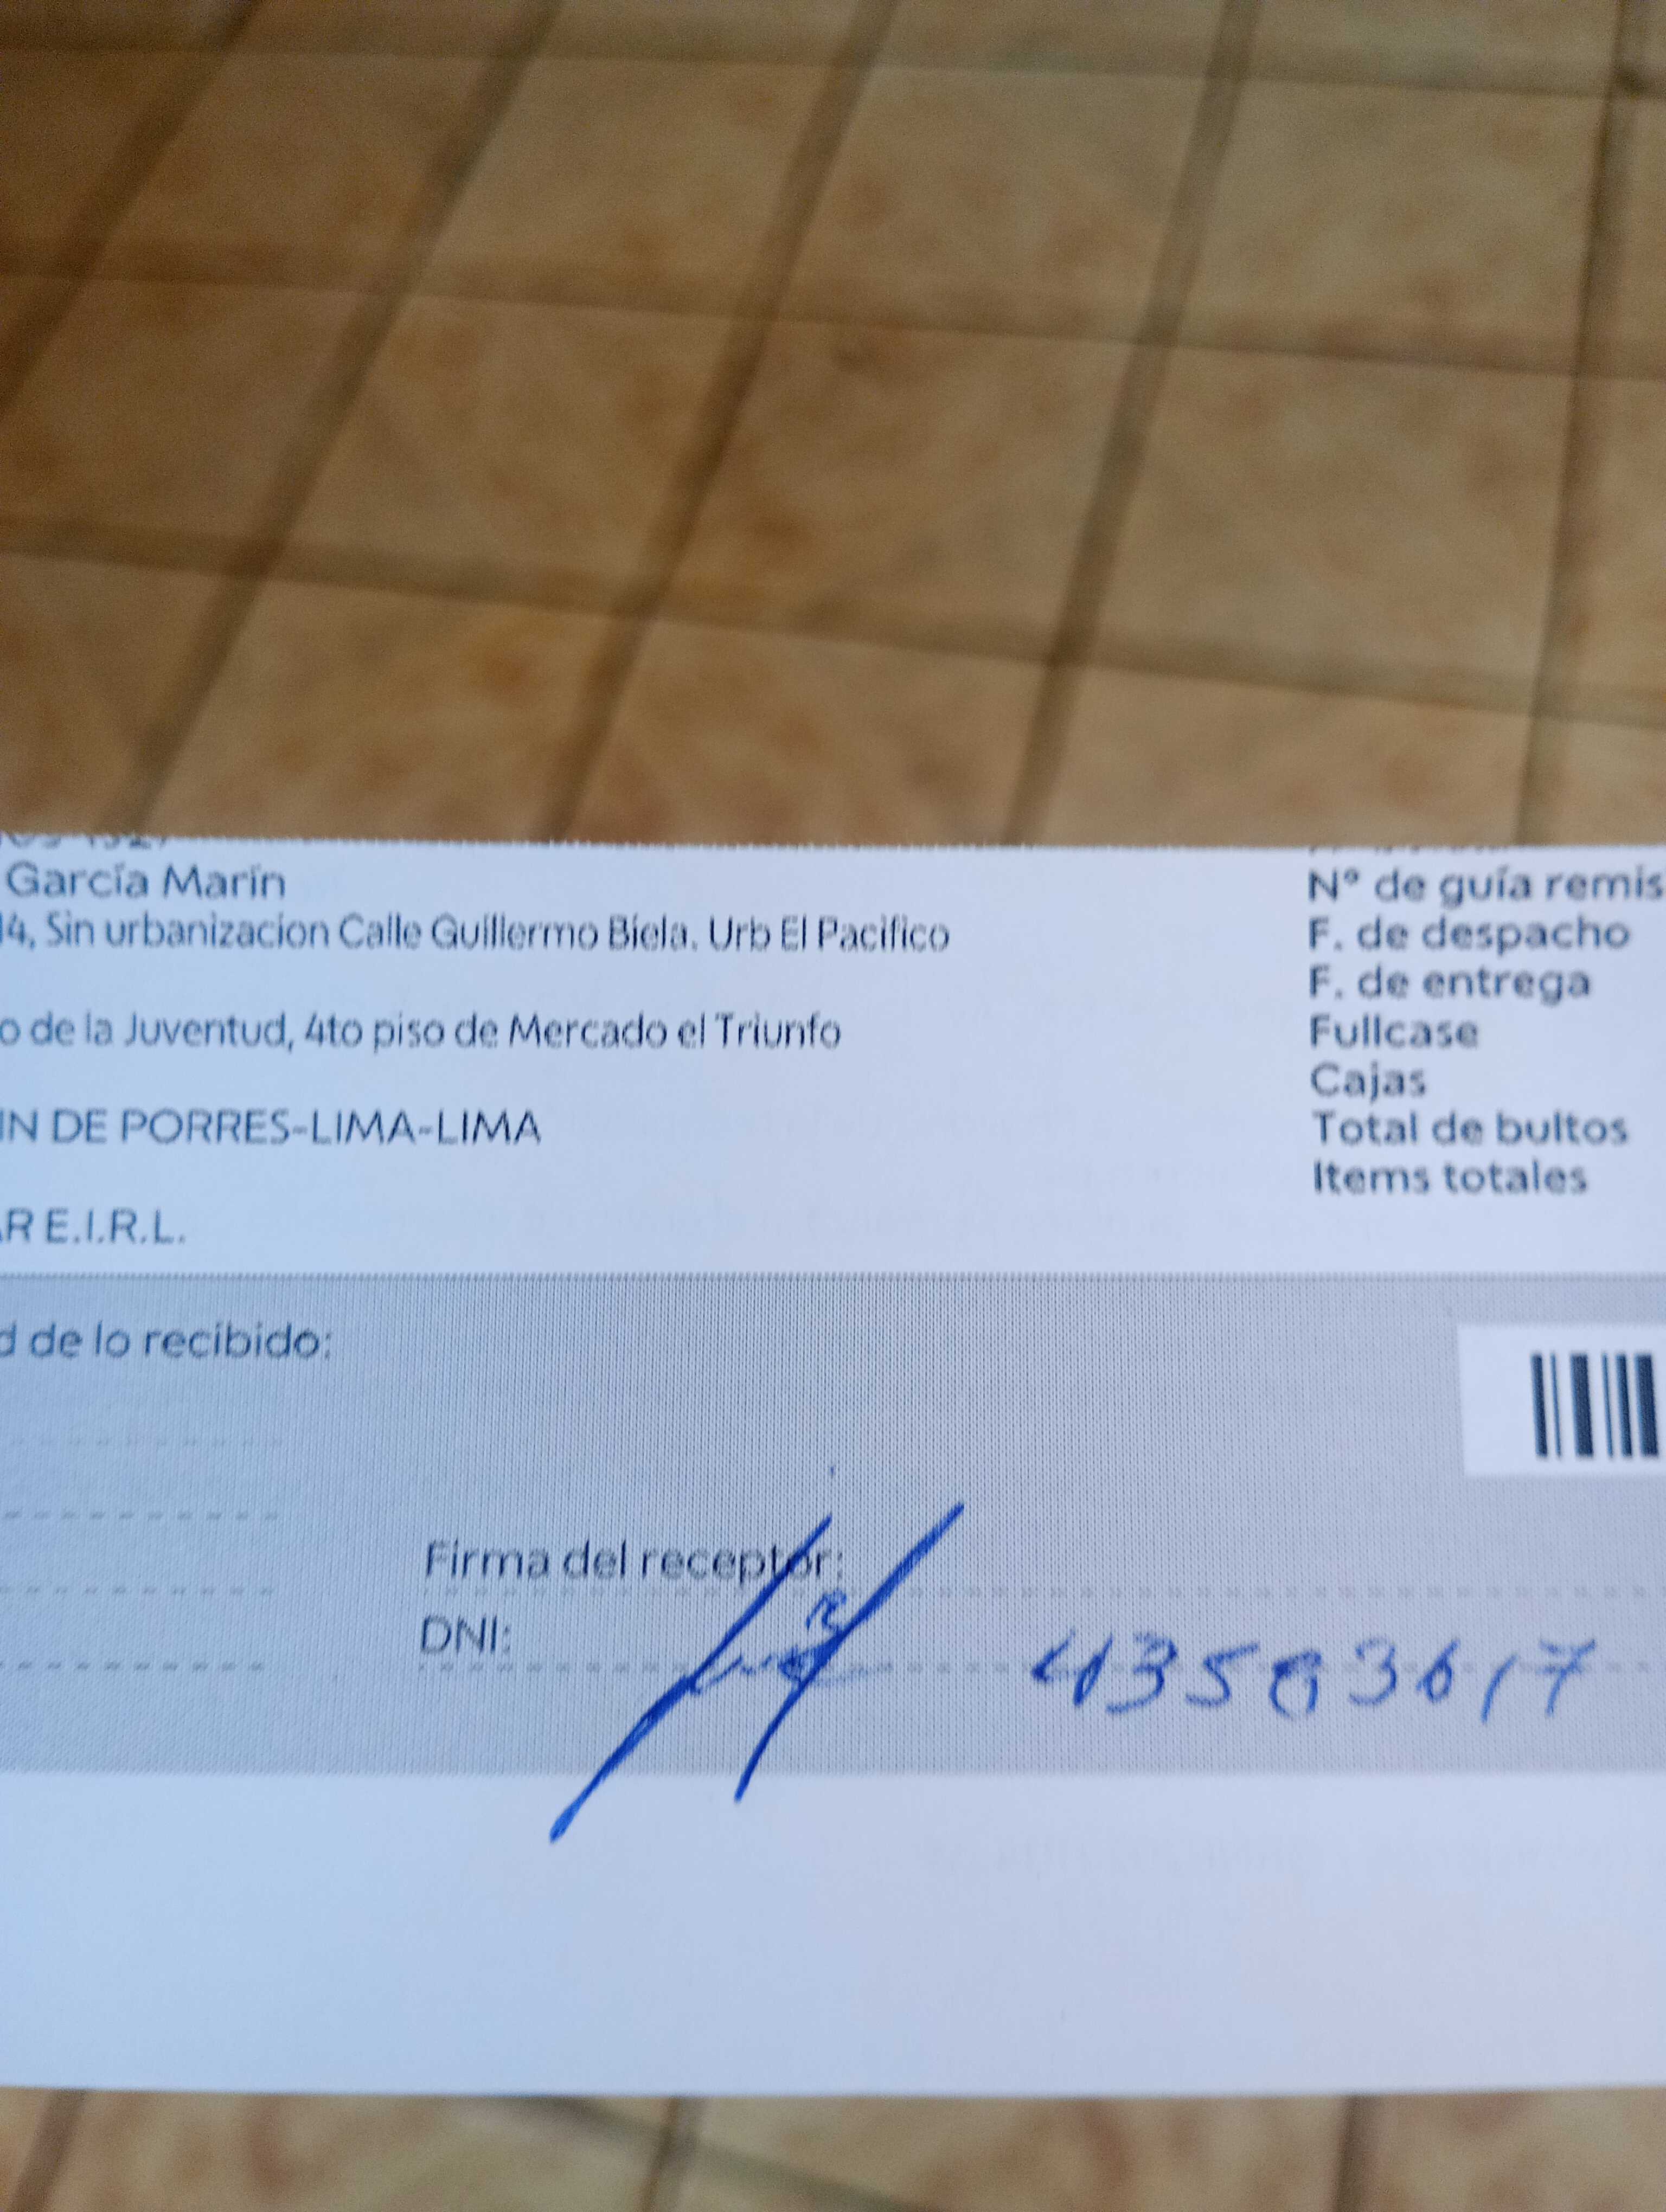 García Marín
14, Sin urbanizacion Calle Guillermo Biela. Urb El Pacifico
o de la Juventud, 4to piso de Mercado el Triunfo
IN DE PORRES-LIMA-LIMA
AR E.I.R.L.
N° de guía remis
F. de despacho
F. de entrega
Fullcase
Cajas
Total de bultos
Items totales
d de lo recibido:
Firma del receptor:
DNI: